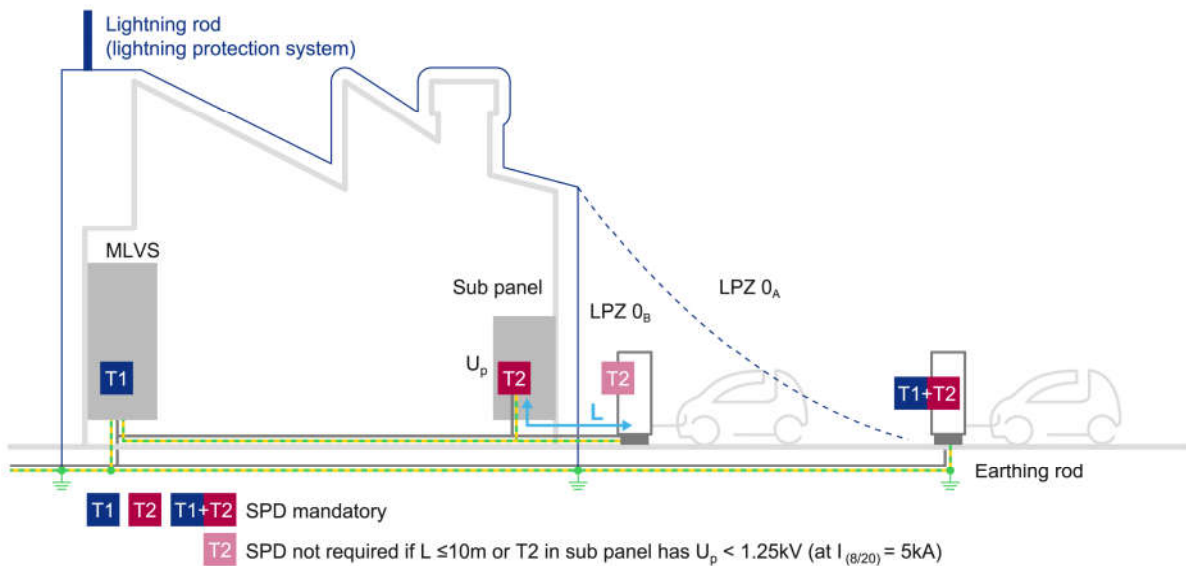 Lightning rod
(lightning protection system)
MLVS
Sub panel
LPZ 0A
LPZ 0B
Up
T1
T2
T2
T1+T2
L
Earthing rod
T1 T2 T1+T2 SPD mandatory
T2 SPD not required if L ≤10m or T2 in sub panel has Up < 1.25kV (at I (8/20) = 5kA)